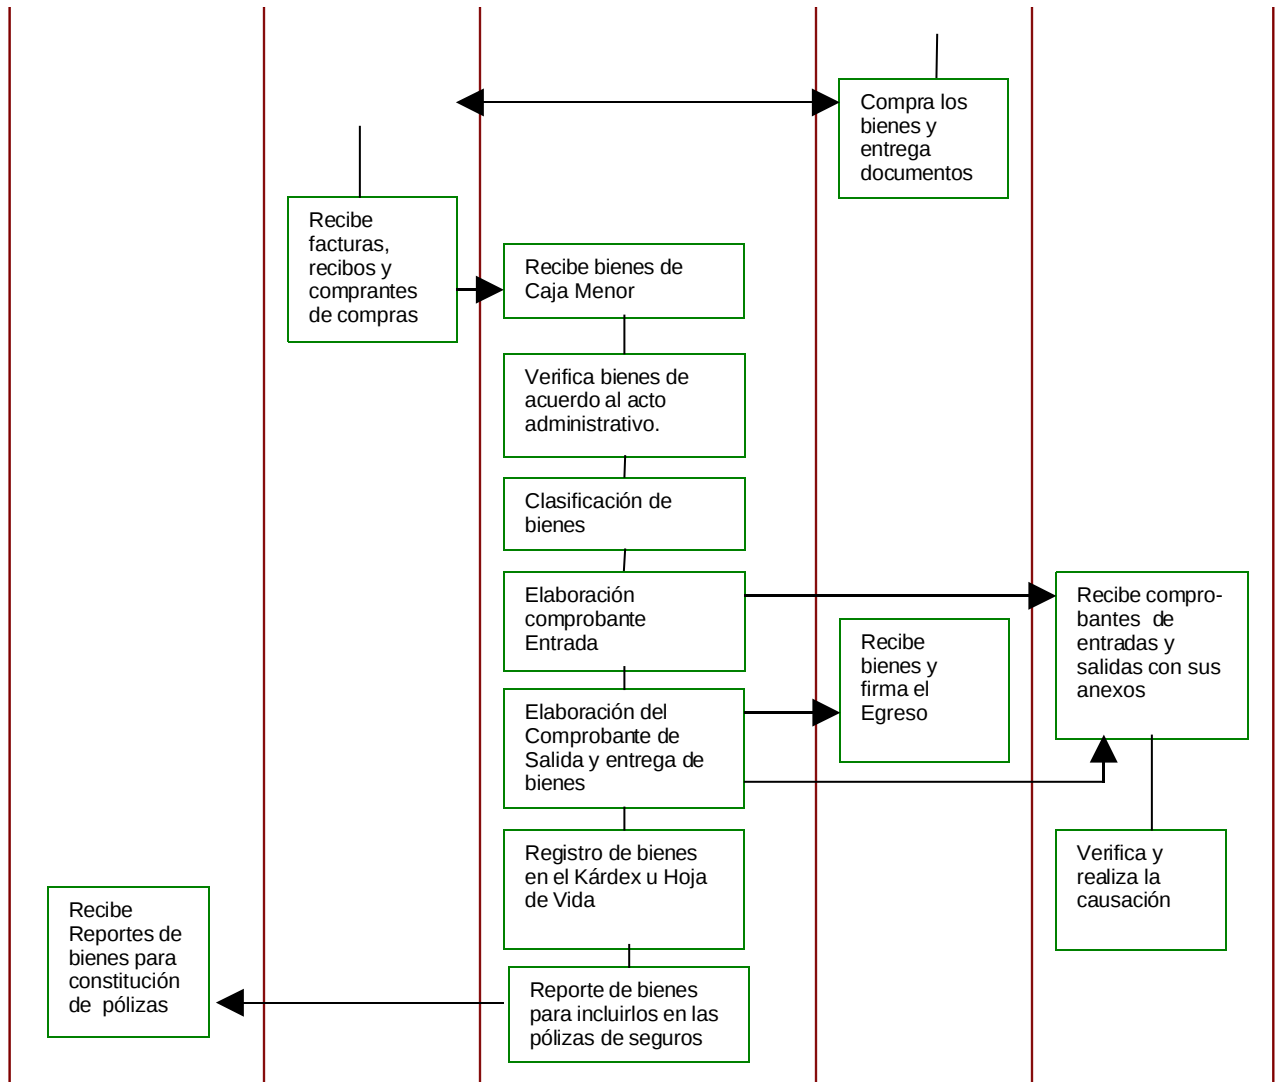 Compra los
bienes y
entrega
documentos
Recibe
facturas,
recibos y
comprantes
de compras
Recibe bienes de
Caja Menor
Verifica bienes de
acuerdo al acto
administrativo.
Clasificación de
bienes
Elaboración
comprobante
Entrada
Recibe compro-
bantes de
entradas y
salidas con sus
anexos
Recibe
bienes y
firma el
Egreso
Elaboración del
Comprobante de
Salida y entrega de
bienes
Registro de bienes
en el Kárdex u Hoja
de Vida
Verifica y
realiza la
causación
Recibe
Reportes de
bienes para
constitución
de pólizas
Reporte de bienes
para incluirlos en las
pólizas de seguros